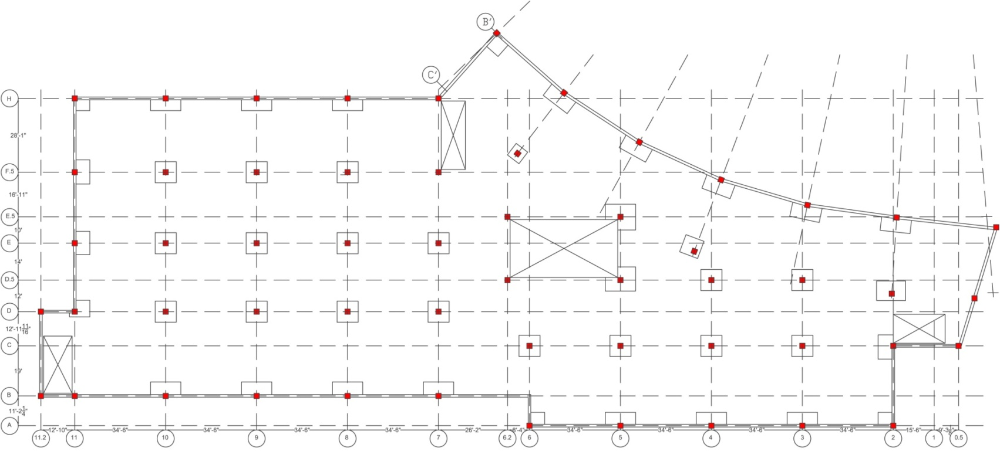 B'
C'
H
28'-1"
F.5
16'-11"
E.5
10'
E
14'
D.5
12'
D
12'-11 11/16"
C
19'
B
11'-2 1/4"
A
12'-10" 34'-6" 34'-6" 34'-6" 34'-6" 26'-2" 8'-4" 34'-6" 34'-6" 34'-6" 34'-6" 15'-6"
11.2 11 10 9 8 7 6.2 6 5 4 3 2 1 0.5